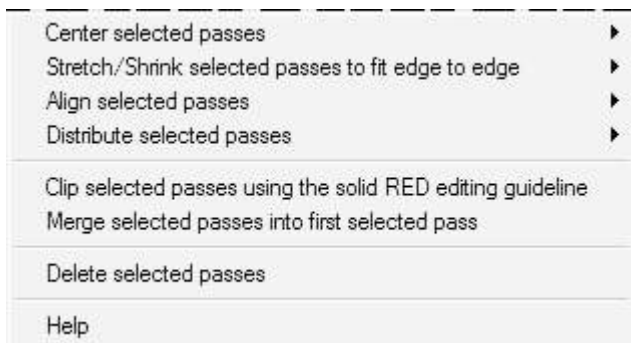 Center selected passes
Stretch/Shrink selected passes to fit edge to edge
Align selected passes
Distribute selected passes
Clip selected passes using the solid RED editing guideline
Merge selected passes into first selected pass
Delete selected passes
Help